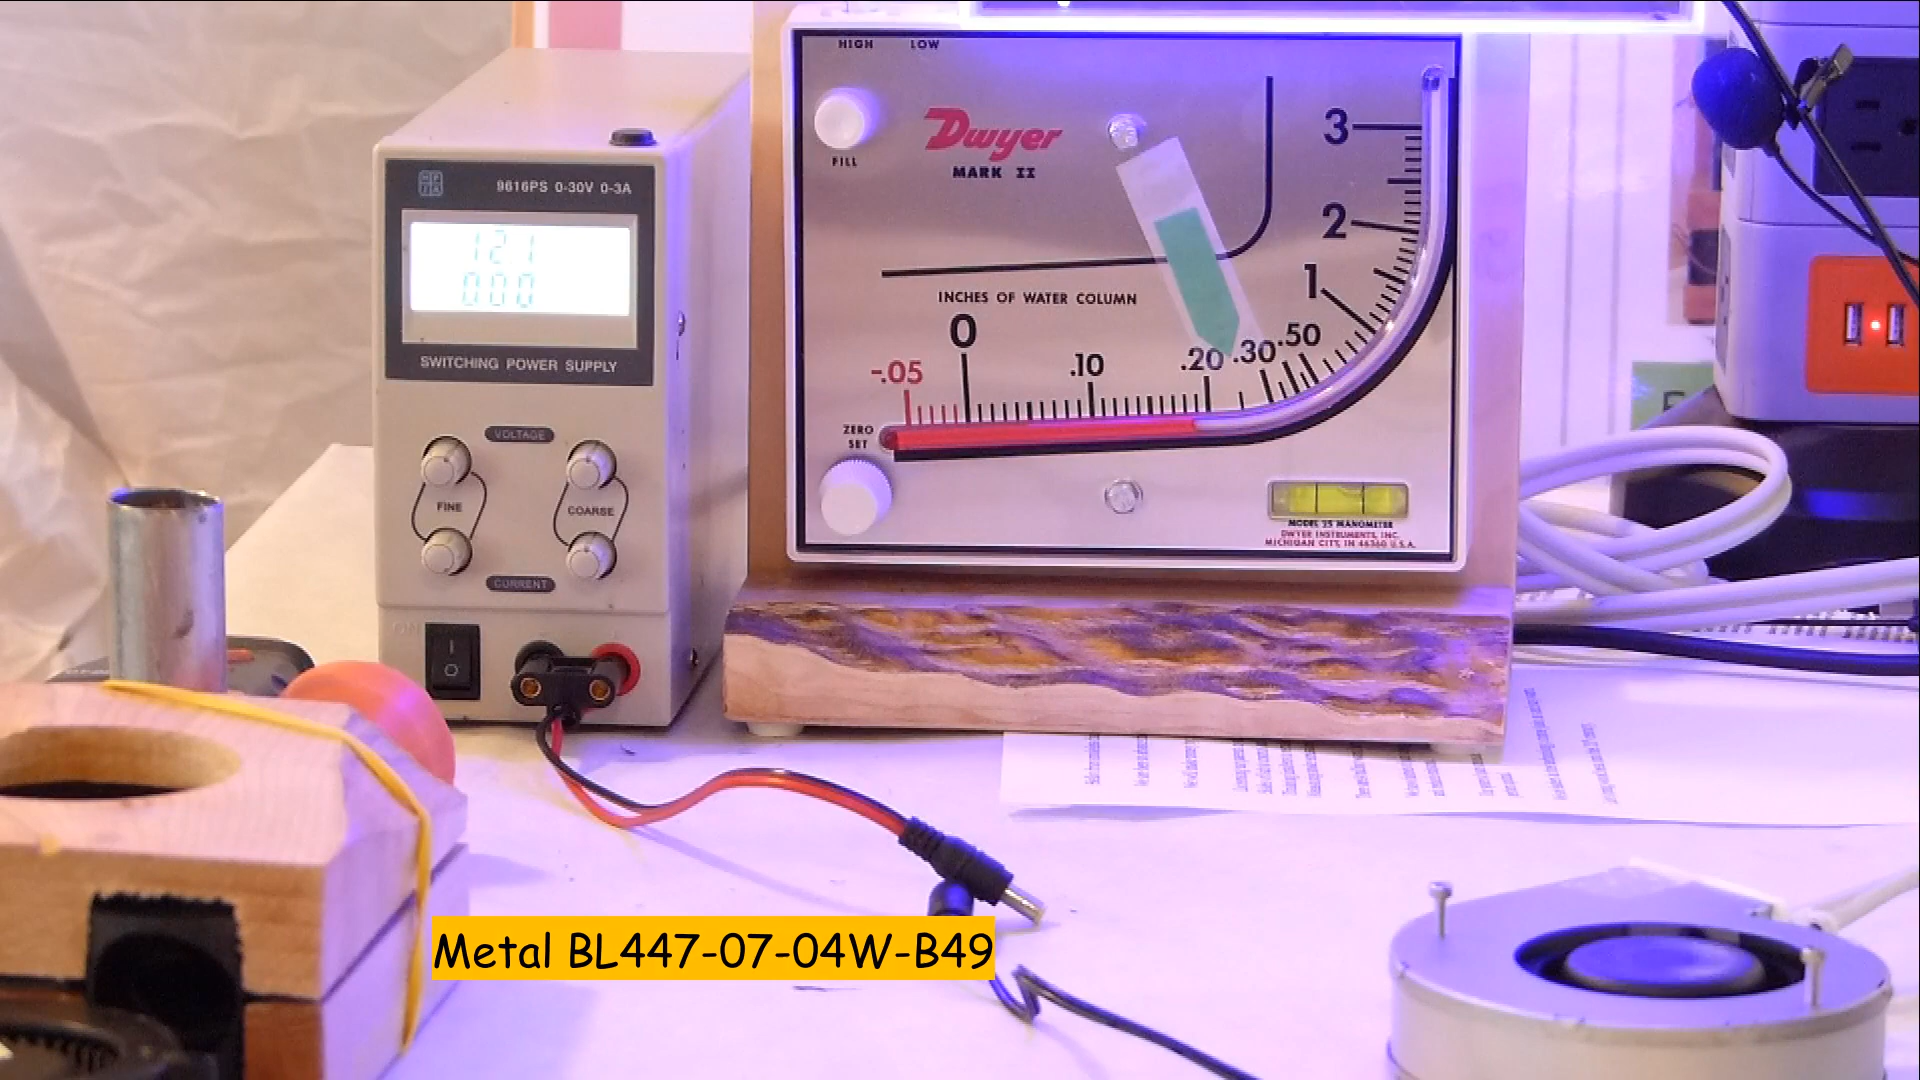 HIGH LOW
FILL
Dwyer
MARK II
3
2
1
.50
.30
.20
.10
0
-.05
INCHES OF WATER COLUMN
ZERO
SET
MODEL 25 MANOMETER
DWYER INSTRUMENTS, INC.
MICHIGAN CITY, IN 46360 U.S.A.
9616PS 0-30V 0-3A
121
0.00
SWITCHING POWER SUPPLY
VOLTAGE
FINE
COARSE
CURRENT
ON
Metal BL447-07-04W-B49